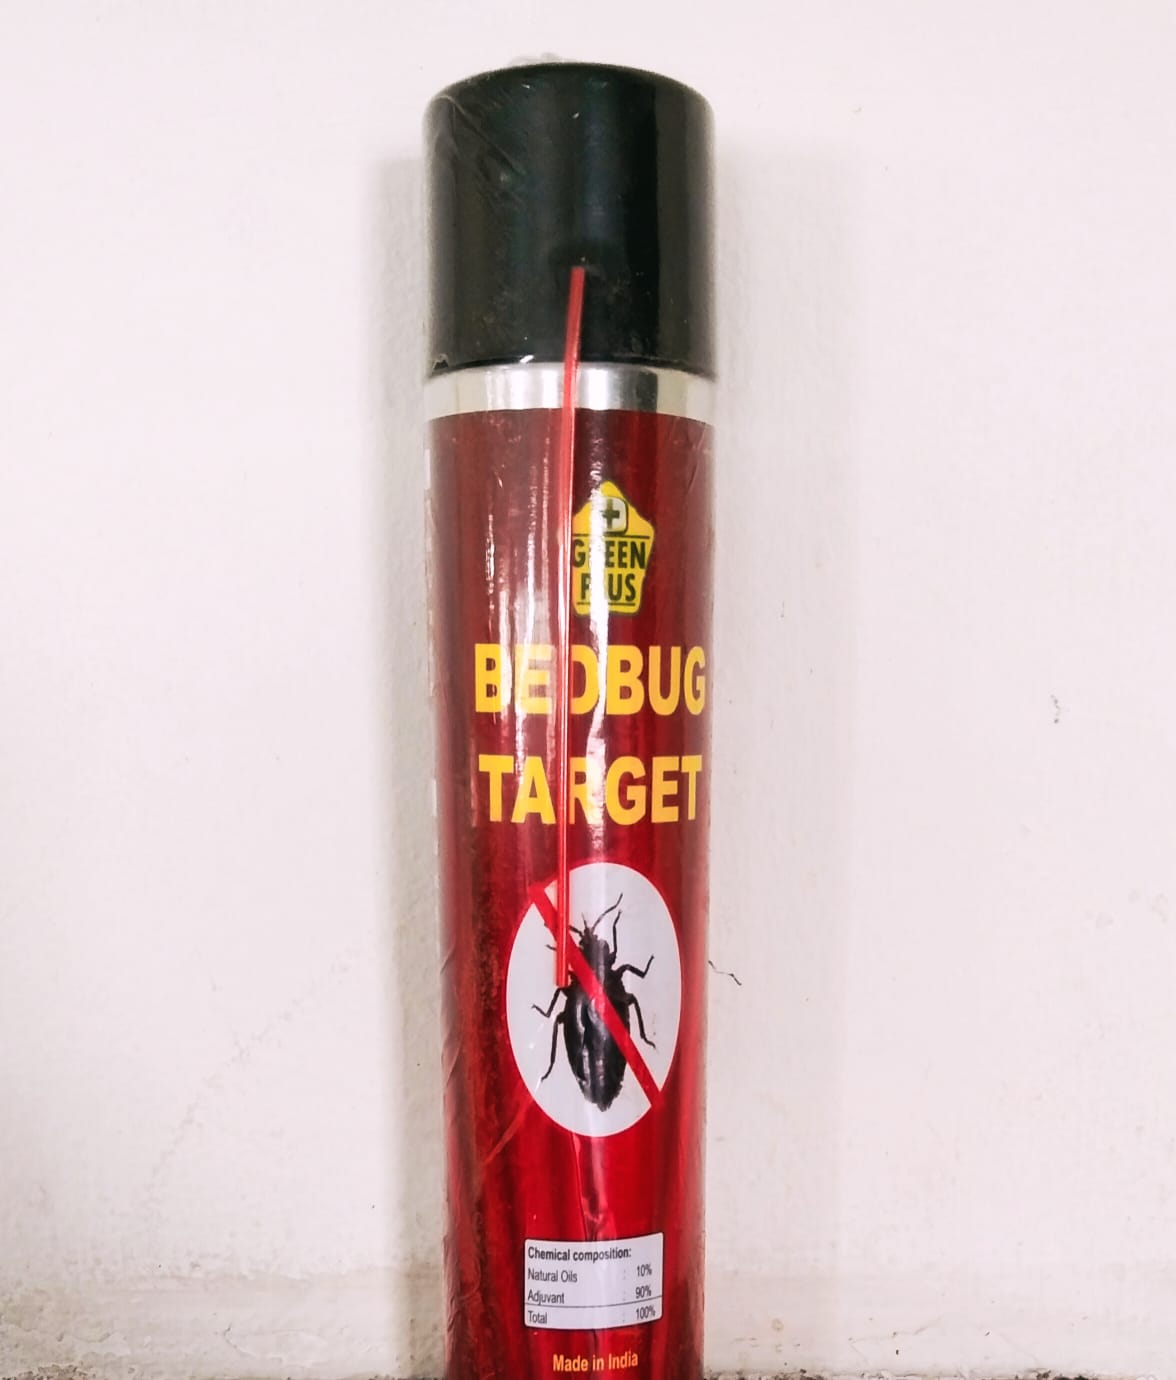 GREEN
PLUS
BEDBUG
TARGET
Chemical composition:
Natural Oils : 10%
Adjuvant : 90%
Total : 100%
Made in India